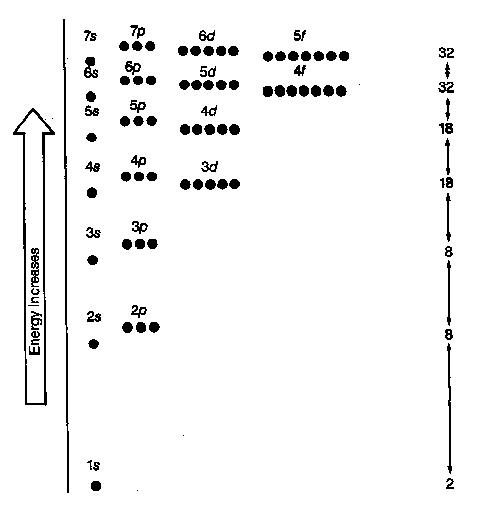 7s 7p 6d 5f
32
6s 6p 5d 4f
32
5s 5p 4d
18
4s 4p 3d
18
3s 3p
8
2s 2p
8
1s
2
Energy Increases